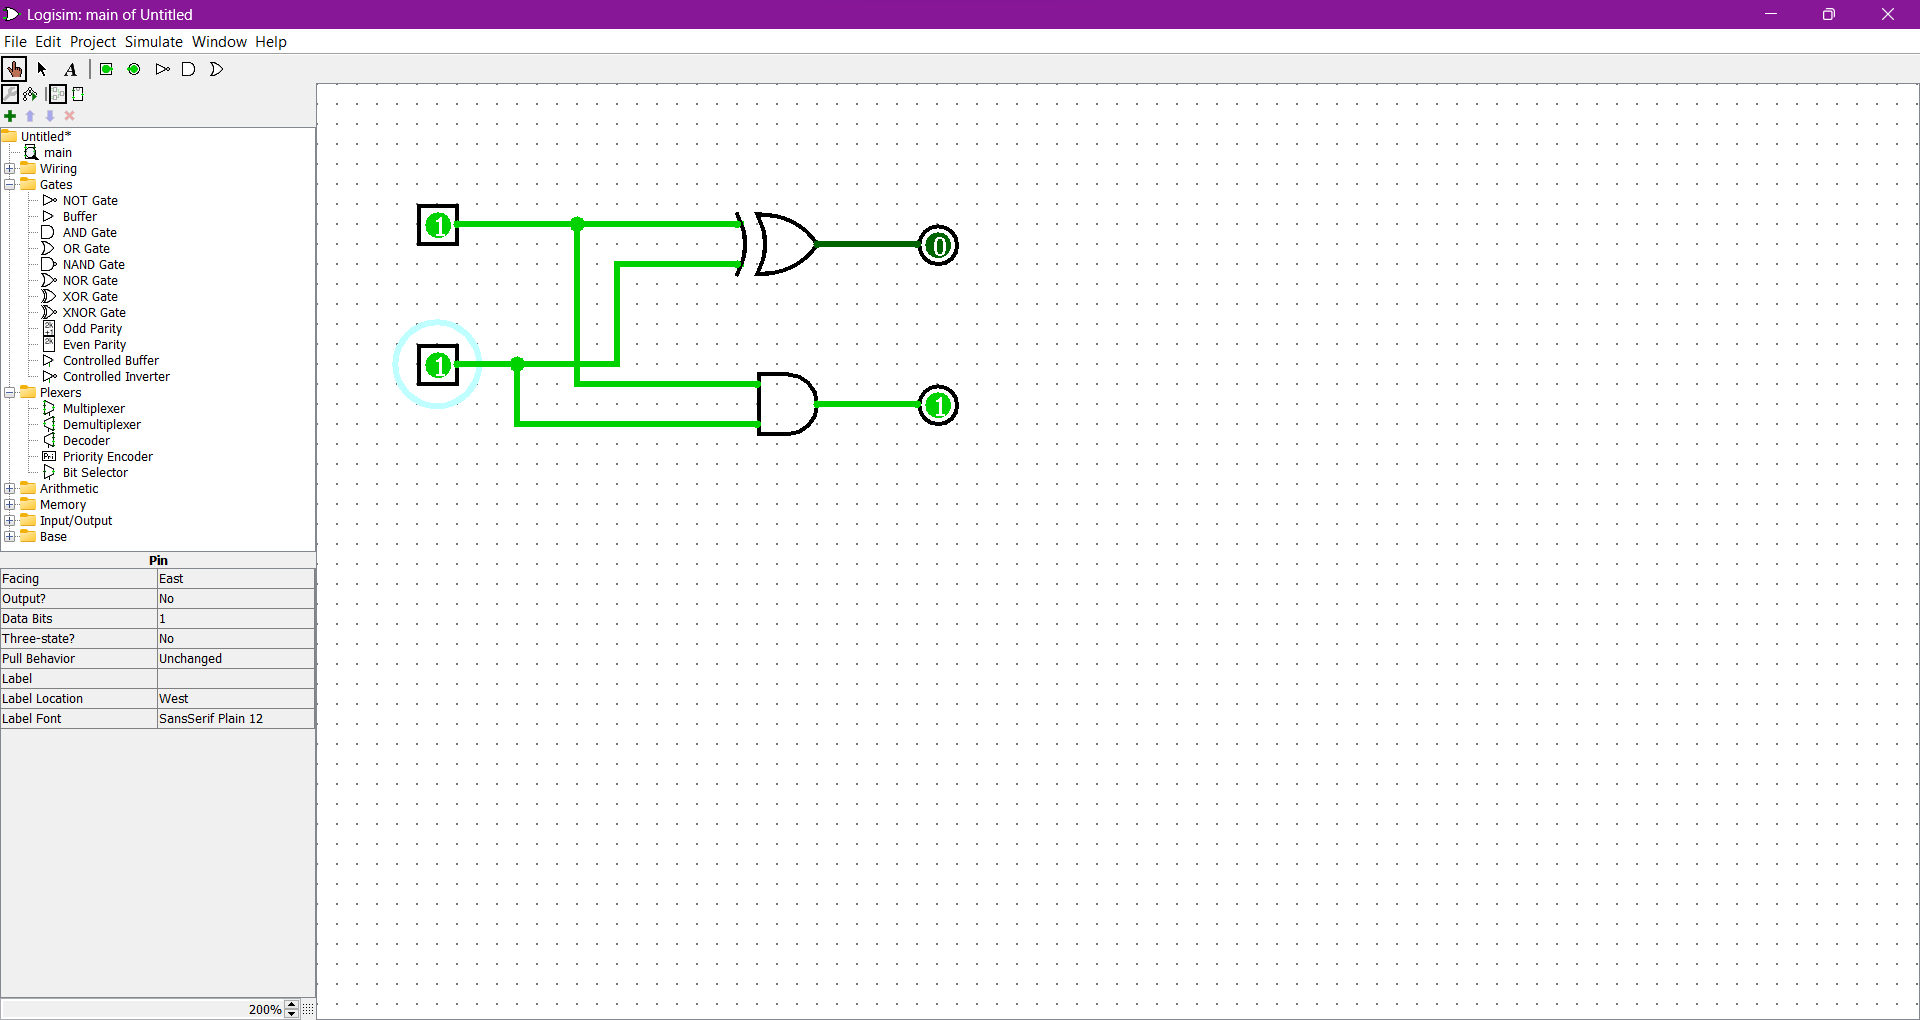 Logisim: main of Untitled
File Edit Project Simulate Window Help
A
Untitled*
main
Wiring
Gates
NOT Gate
Buffer
AND Gate
OR Gate
NAND Gate
NOR Gate
XOR Gate
XNOR Gate
Odd Parity
Even Parity
Controlled Buffer
Controlled Inverter
Plexers
Multiplexer
Demultiplexer
Decoder
Pri Priority Encoder
Bit Selector
Arithmetic
Memory
Input/Output
Base
Pin
Facing East
Output? No
Data Bits 1
Three-state? No
Pull Behavior Unchanged
Label
Label Location West
Label Font SansSerif Plain 12
200%
1
0
1
1